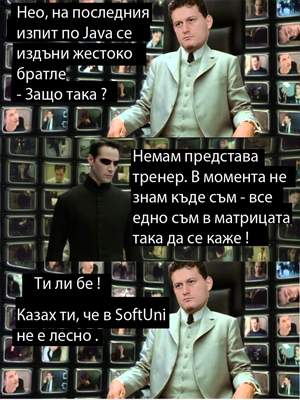 Нео, на последния
изпит по Java се
издъни жестоко
братле
- Защо така ?
Немам представа
тренер. В момента не
знам къде съм - все
едно съм в матрицата
така да се каже !
Ти ли бе !
Казах ти, че в SoftUni
не е лесно .